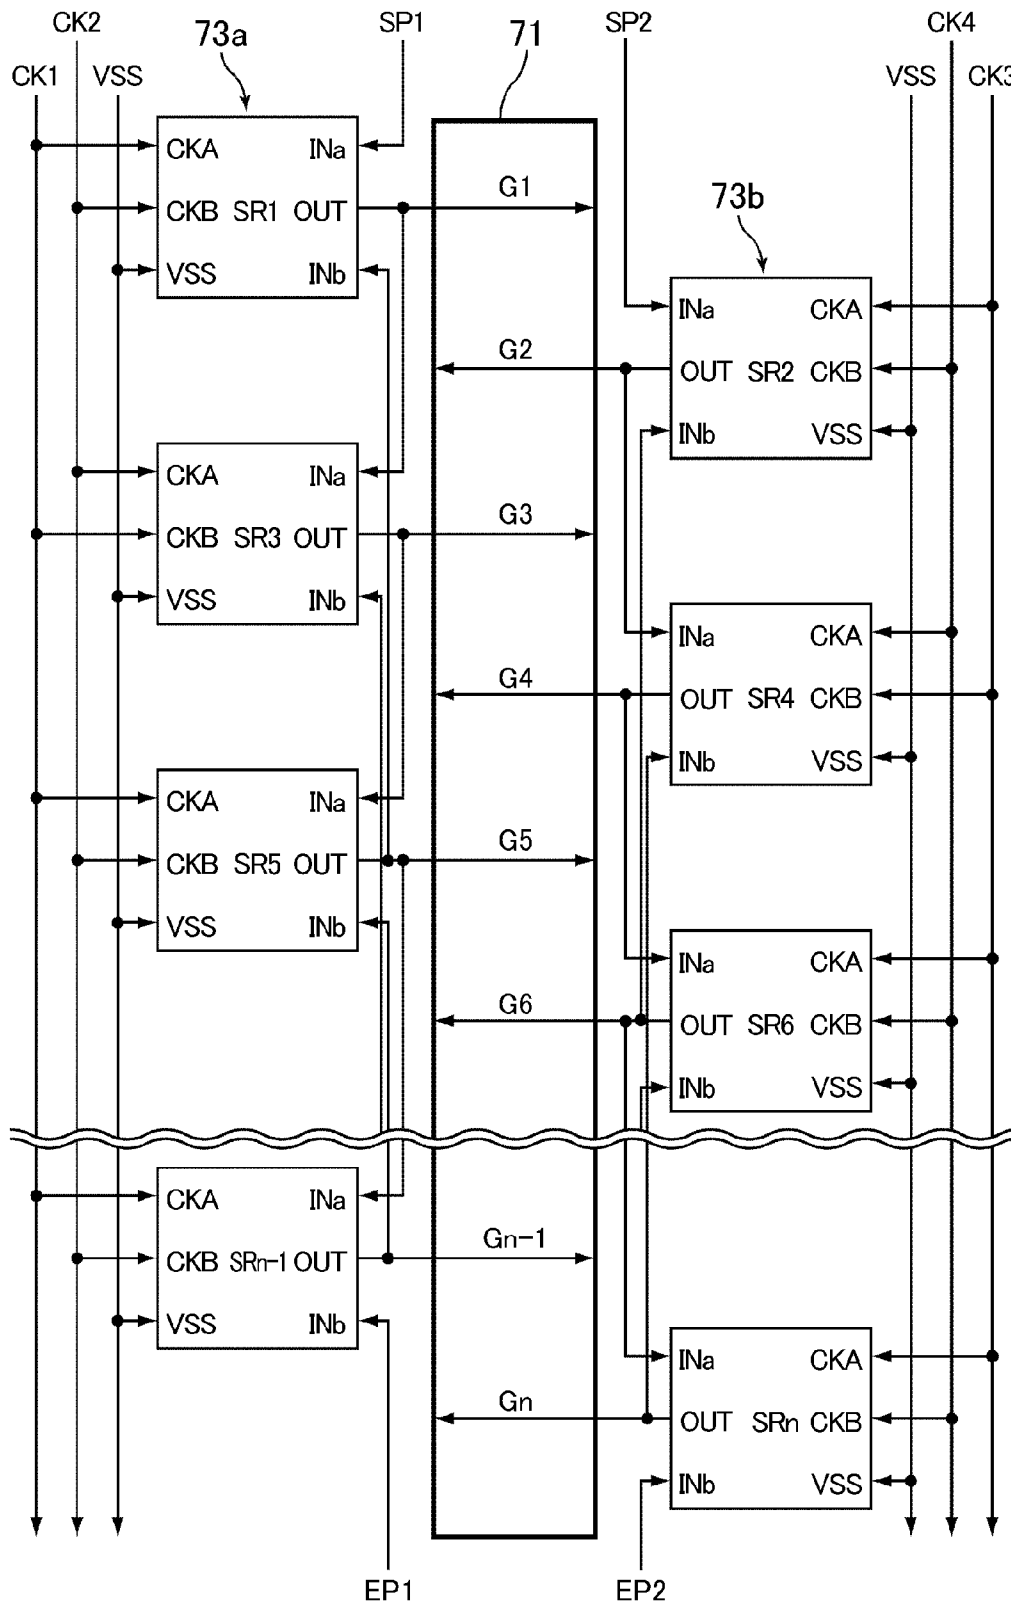 CK2 SP1 71 SP2 CK4
73a
CK1 VSS VSS CK3
CKA INa
CKB SR1 OUT
VSS INb
G1
73b
INa CKA
OUT SR2 CKB
INb VSS
G2
CKA INa
CKB SR3 OUT
VSS INb
G3
INa CKA
OUT SR4 CKB
INb VSS
G4
CKA INa
CKB SR5 OUT
VSS INb
G5
INa CKA
OUT SR6 CKB
INb VSS
G6
CKA INa
CKB SRn-1 OUT
VSS INb
Gn-1
INa CKA
OUT SRn CKB
INb VSS
Gn
EP1 EP2